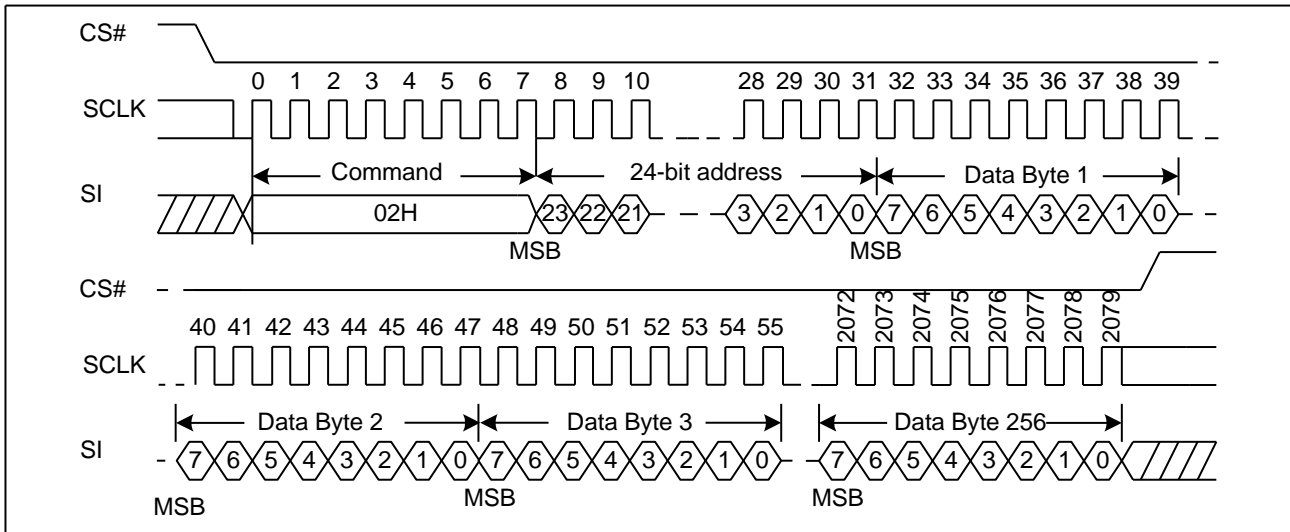 CS#
0 1 2 3 4 5 6 7 8 9 10 28 29 30 31 32 33 34 35 36 37 38 39
SCLK
Command 24-bit address Data Byte 1
SI
02H 23 22 21 3 2 1 0 7 6 5 4 3 2 1 0
MSB MSB
CS#
40 41 42 43 44 45 46 47 48 49 50 51 52 53 54 55 2072 2073 2074 2075 2076 2077 2078 2079
SCLK
Data Byte 2 Data Byte 3 Data Byte 256
SI
7 6 5 4 3 2 1 0 7 6 5 4 3 2 1 0 7 6 5 4 3 2 1 0
MSB MSB MSB